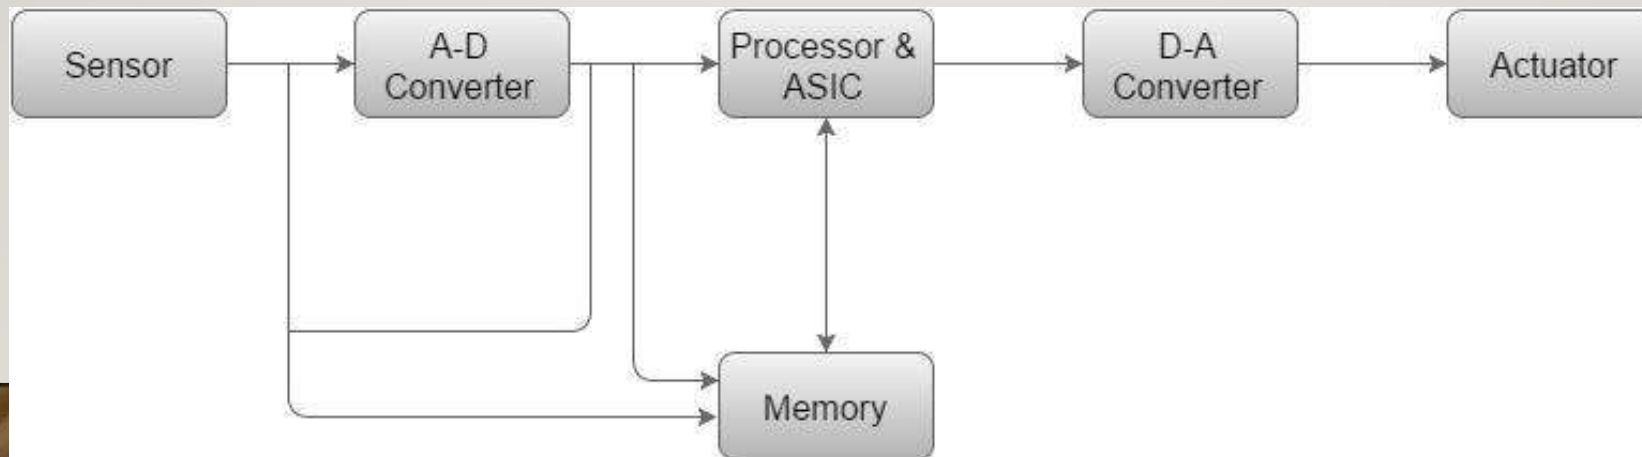 Sensor
A-D
Converter
Processor &
ASIC
D-A
Converter
Actuator
Memory